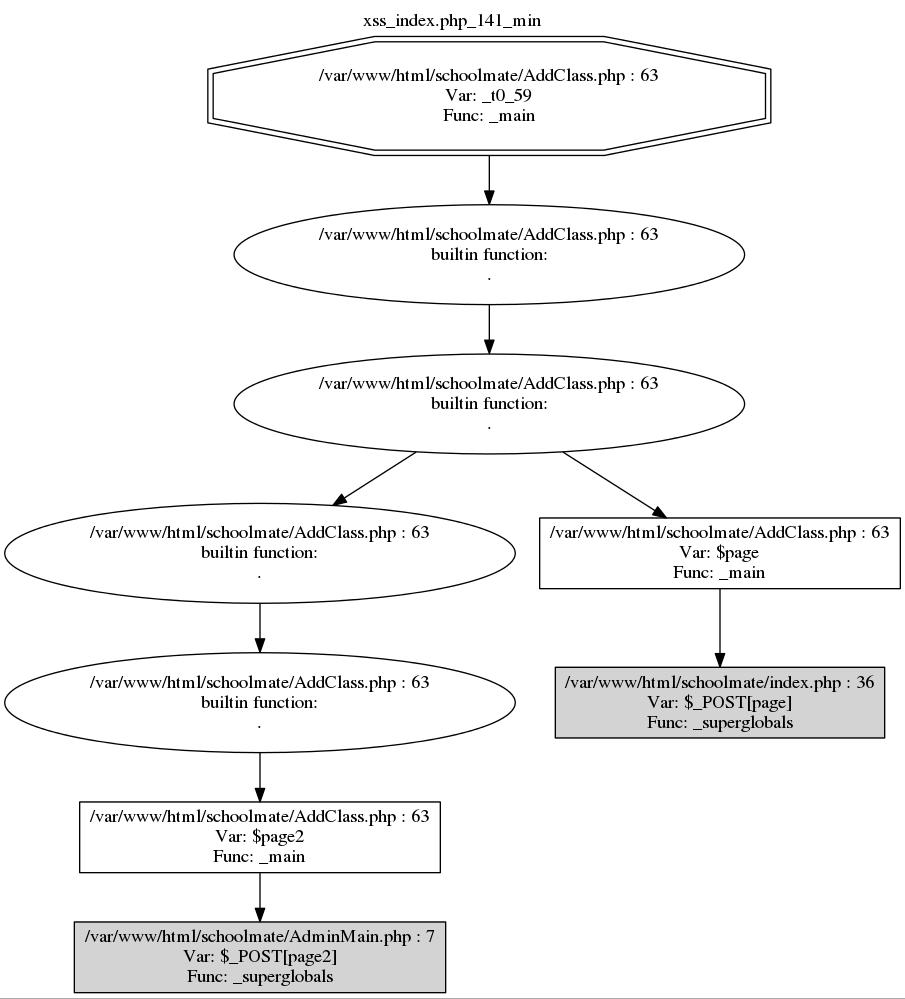 xss_index.php_141_min
/var/www/html/schoolmate/AddClass.php : 63
Var: _t0_59
Func: _main
/var/www/html/schoolmate/AddClass.php : 63
builtin function:
.
/var/www/html/schoolmate/AddClass.php : 63
builtin function:
.
/var/www/html/schoolmate/AddClass.php : 63
builtin function:
.
/var/www/html/schoolmate/AddClass.php : 63
Var: $page
Func: _main
/var/www/html/schoolmate/AddClass.php : 63
builtin function:
.
/var/www/html/schoolmate/index.php : 36
Var: $_POST[page]
Func: _superglobals
/var/www/html/schoolmate/AddClass.php : 63
Var: $page2
Func: _main
/var/www/html/schoolmate/AdminMain.php : 7
Var: $_POST[page2]
Func: _superglobals